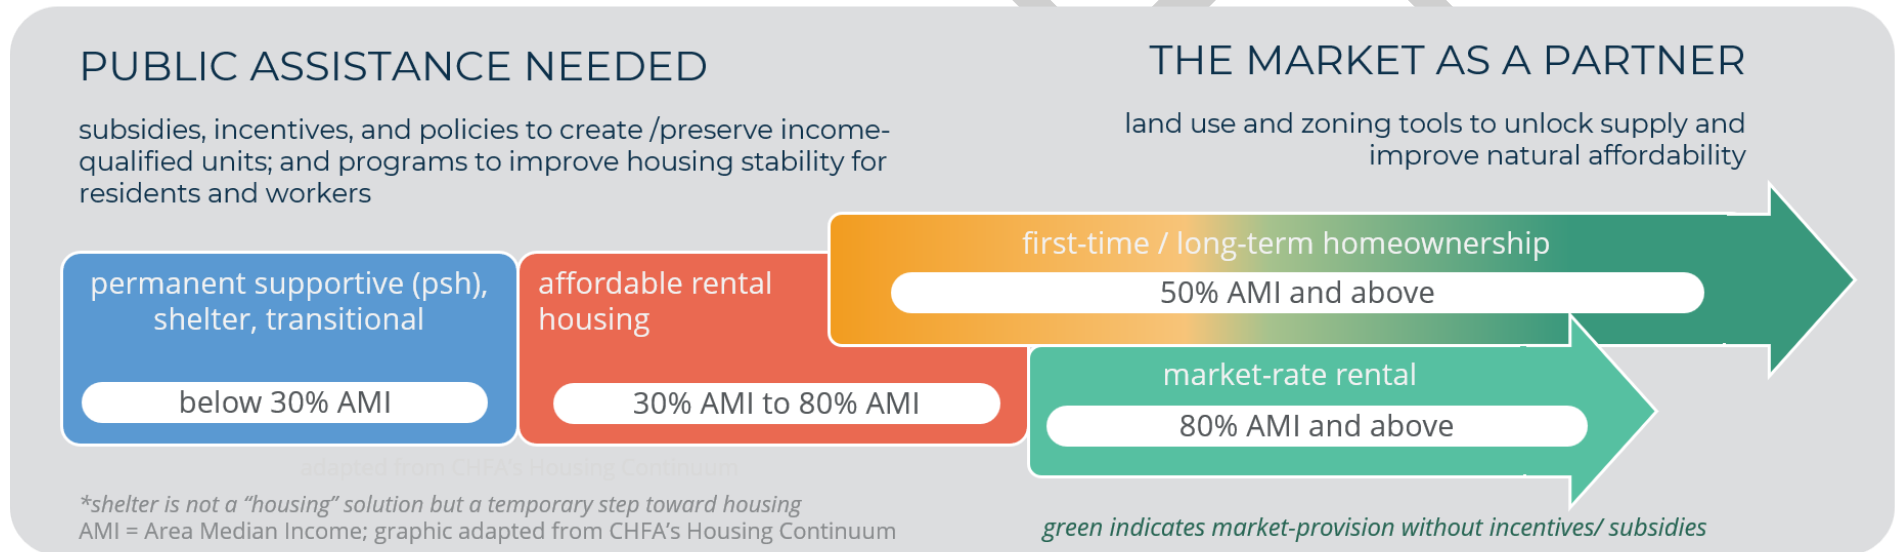 PUBLIC ASSISTANCE NEEDED
subsidies, incentives, and policies to create /preserve income-
qualified units; and programs to improve housing stability for
residents and workers
THE MARKET AS A PARTNER
land use and zoning tools to unlock supply and
improve natural affordability
permanent supportive (psh),
shelter, transitional
below 30% AMI
affordable rental
housing
30% AMI to 80% AMI
first-time / long-term homeownership
50% AMI and above
market-rate rental
80% AMI and above
adapted from CHFA's Housing Continuum
*shelter is not a “housing” solution but a temporary step toward housing
AMI = Area Median Income; graphic adapted from CHFA’s Housing Continuum
green indicates market-provision without incentives/ subsidies